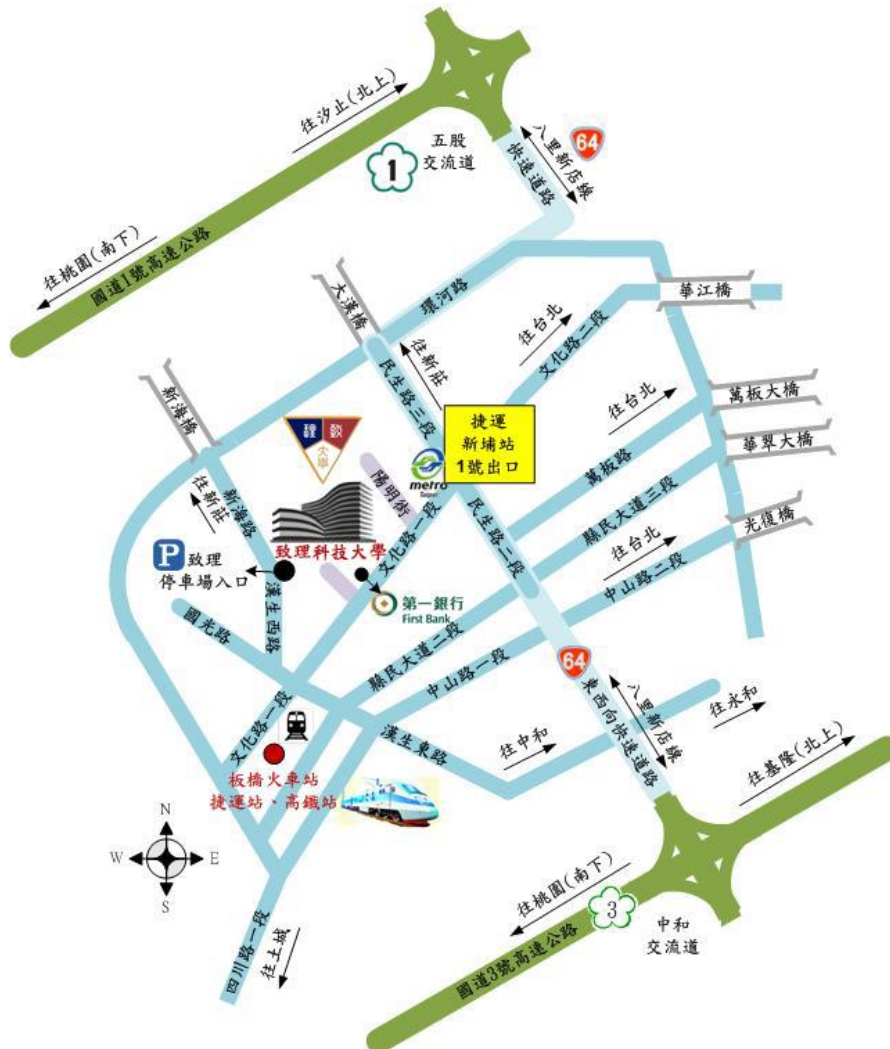 往汐止(北上)
五股
交流道
1
64
八里新店線
快速道路
往桃園(南下)
國道1號高速公路
大漢橋
環河路
華江橋
往台北
文化路二段
往新莊
民生路三段
新海橋
捷運
新埔站
1號出口
往台北
萬板大橋
理
致
大學
metro
Taipei
陽明街
萬板路
華翠大橋
往新莊
新海路
文化路一段
民生路二段
縣民大道三段
光復橋
致理科技大學
往台北
P
致理
停車場入口
中山路二段
漢生西路
第一銀行
First Bank
國光路
縣民大道二段
中山路一段
64
八里新店線
東西向快速道路
文化路一段
漢生東路
往中和
往永和
板橋火車站
捷運站、高鐵站
往基隆(北上)
N
W
E
S
往桃園(南下)
3
中和
交流道
國道3號高速公路
四川路一段
往土城